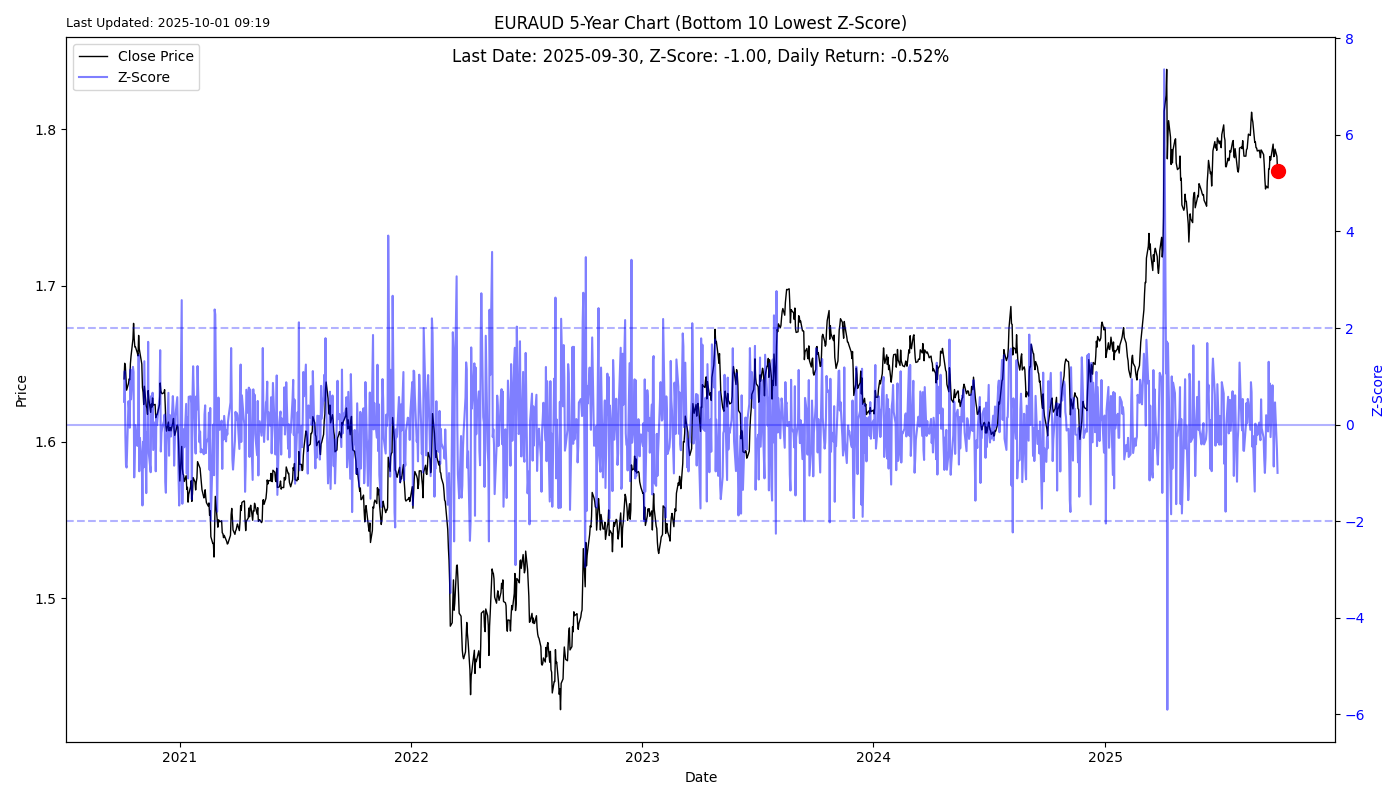 Last Updated: 2025-10-01 09:19
EURAUD 5-Year Chart (Bottom 10 Lowest Z-Score)
Last Date: 2025-09-30, Z-Score: -1.00, Daily Return: -0.52%
Close Price
Z-Score
Price
1.8
1.7
1.6
1.5
8
6
4
2
0
−2
−4
−6
Z-Score
2021
2022
2023
2024
2025
Date